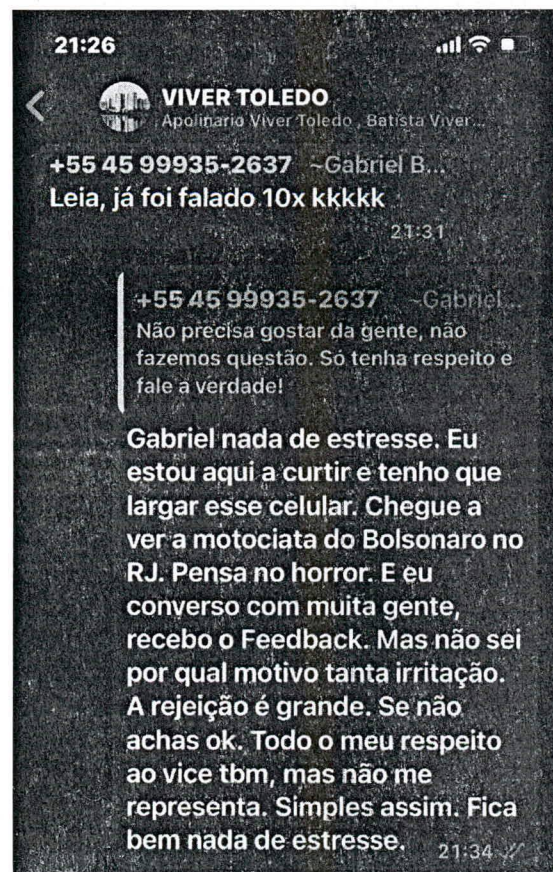 21:26
VIVER TOLEDO
Apolinario Viver Toledo , Batista Viver...
+55 45 99935-2637 ~Gabriel B...
Leia, já foi falado 10x kkkkk
21:31
+55 45 99935-2637 ~Gabriel...
Não precisa gostar da gente, não
fazemos questão. Só tenha respeito e
fale a verdade!
Gabriel nada de estresse. Eu
estou aqui a curtir e tenho que
largar esse celular. Chegue a
ver a motociata do Bolsonaro no
RJ. Pensa no horror. E eu
converso com muita gente,
recebo o Feedback. Mas não sei
por qual motivo tanta irritação.
A rejeição é grande. Se não
achas ok. Todo o meu respeito
ao vice tbm, mas não me
representa. Simples assim. Fica
bem nada de estresse.
21:34